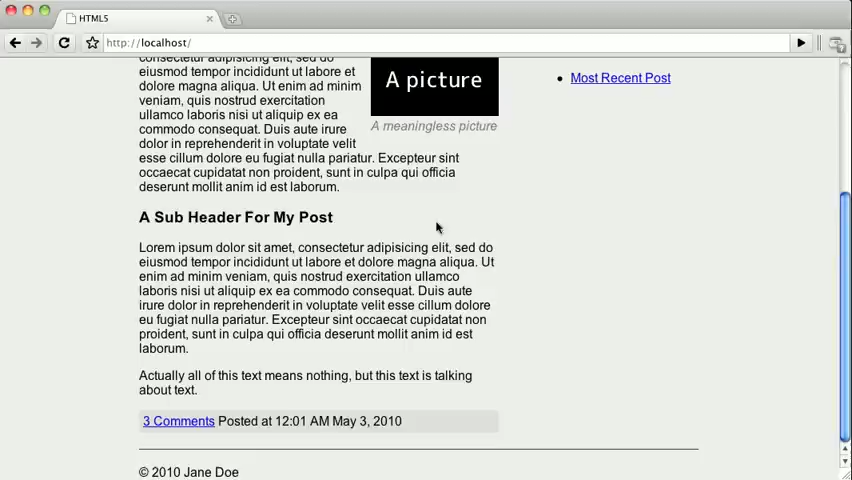 HTML5
http://localhost/
consectetur adipisicing elit, sed do
eiusmod tempor incididunt ut labore et
dolore magna aliqua. Ut enim ad minim
veniam, quis nostrud exercitation
ullamco laboris nisi ut aliquip ex ea
commodo consequat. Duis aute irure
dolor in reprehenderit in voluptate velit
esse cillum dolore eu fugiat nulla pariatur. Excepteur sint
occaecat cupidatat non proident, sunt in culpa qui officia
deserunt mollit anim id est laborum.
A picture
A meaningless picture
Most Recent Post
A Sub Header For My Post
Lorem ipsum dolor sit amet, consectetur adipisicing elit, sed do
eiusmod tempor incididunt ut labore et dolore magna aliqua. Ut
enim ad minim veniam, quis nostrud exercitation ullamco
laboris nisi ut aliquip ex ea commodo consequat. Duis aute
irure dolor in reprehenderit in voluptate velit esse cillum dolore
eu fugiat nulla pariatur. Excepteur sint occaecat cupidatat non
proident, sunt in culpa qui officia deserunt mollit anim id est
laborum.
Actually all of this text means nothing, but this text is talking
about text.
3 Comments Posted at 12:01 AM May 3, 2010
© 2010 Jane Doe